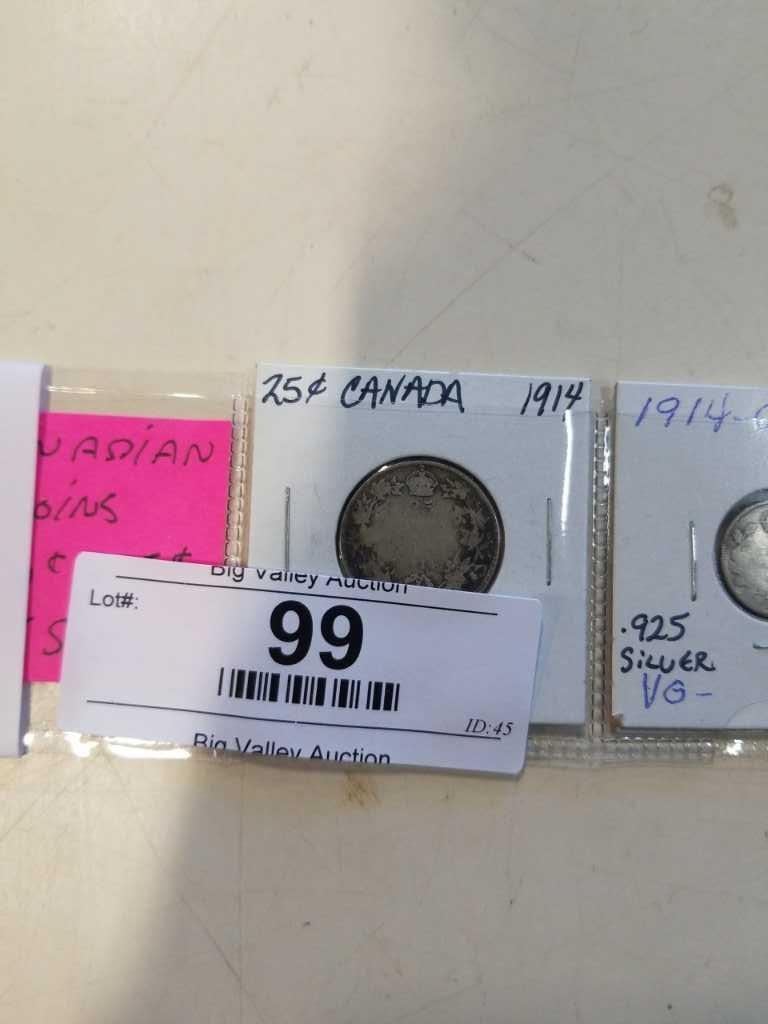 25¢ CANADA 1914
1914-
NADIAN
OINS
Big Valley Auction
Lot#:
99
ID:45
Big Valley Auction
.925
SILVER
VG-